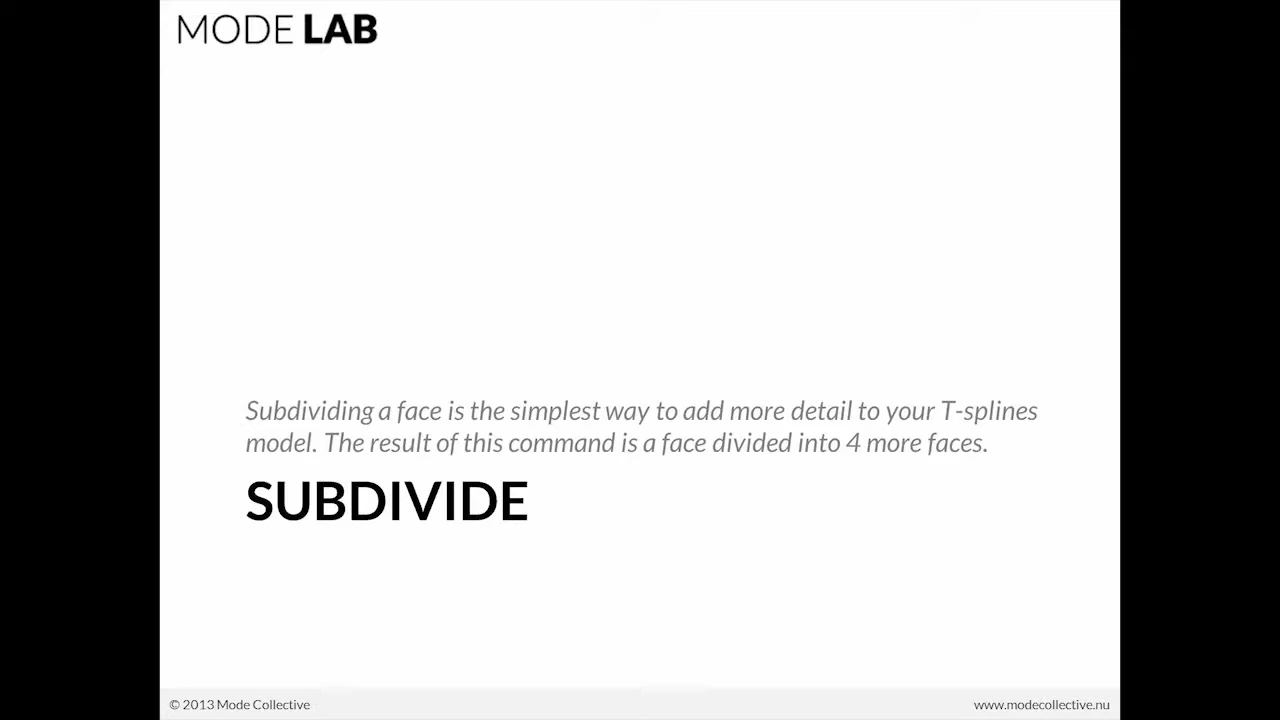 MODE LAB
Subdividing a face is the simplest way to add more detail to your T-splines
model. The result of this command is a face divided into 4 more faces.
SUBDIVIDE
© 2013 Mode Collective
www.modecollective.nu